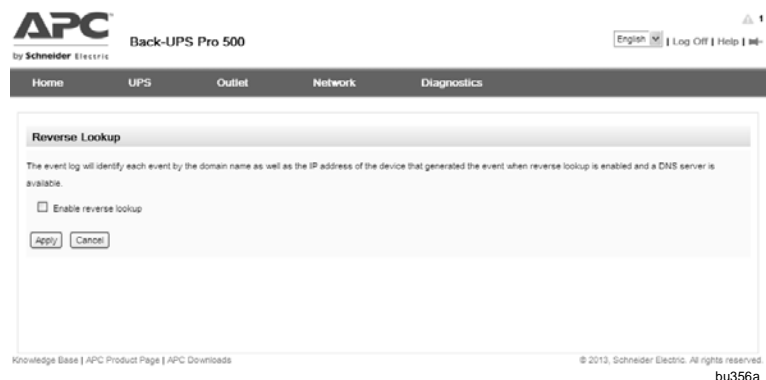 APC
by Schneider Electric
Back-UPS Pro 500
1
English | Log Off | Help |
Home UPS Outlet Network Diagnostics
Reverse Lookup
The event log will identify each event by the domain name as well as the IP address of the device that generated the event when reverse lookup is enabled and a DNS server is
available.
Enable reverse lookup
Apply Cancel
Knowledge Base | APC Product Page | APC Downloads
© 2013, Schneider Electric. All rights reserved.
bu356a